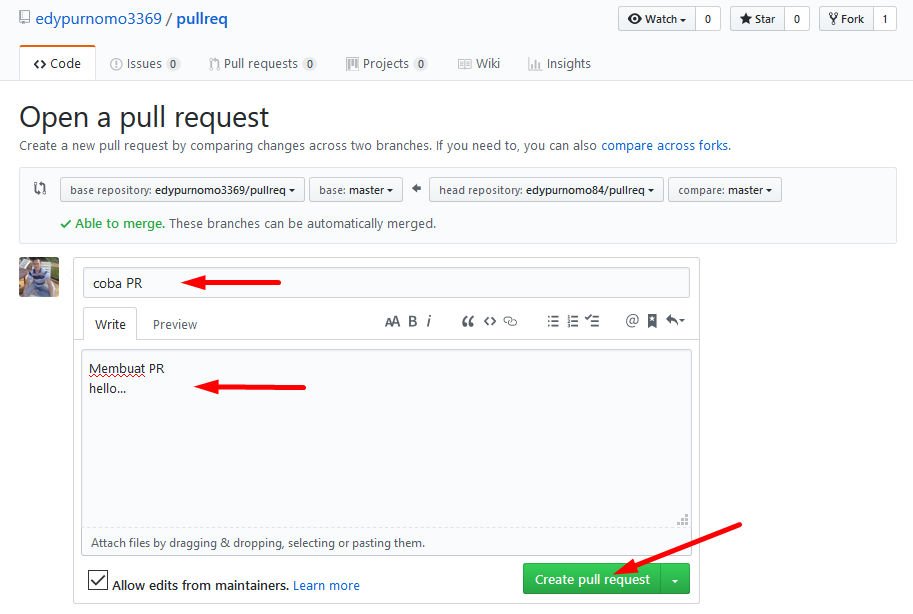 edypurnomo3369 / pullreq
Watch 0 Star 0 Fork 1
Code Issues 0 Pull requests 0 Projects 0 Wiki Insights
Open a pull request
Create a new pull request by comparing changes across two branches. If you need to, you can also compare across forks.
base repository: edypurnomo3369/pullreq base: master head repository: edypurnomo84/pullreq compare: master
Able to merge. These branches can be automatically merged.
coba PR
Write Preview AA B i
Membuat PR
hello...
Attach files by dragging & dropping, selecting or pasting them.
Allow edits from maintainers. Learn more Create pull request